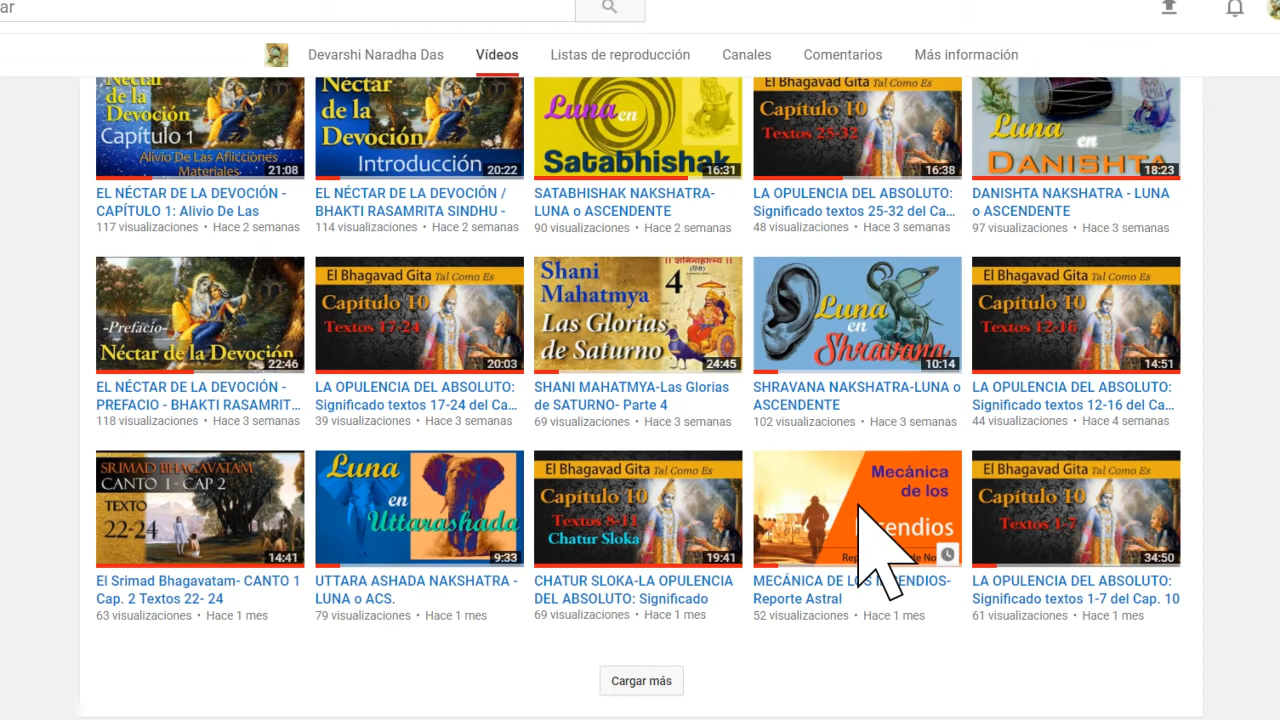 ar
Devarshi Naradha Das Vídeos Listas de reproducción Canales Comentarios Más información
Néctar
de la
Devoción
Capítulo 1
Alivio De Las Aflicciones
Materiales
21:08
EL NÉCTAR DE LA DEVOCIÓN -
CAPÍTULO 1: Alivio De Las
117 visualizaciones • Hace 2 semanas
Néctar
de la
Devoción
Introducción
20:22
EL NÉCTAR DE LA DEVOCIÓN /
BHAKTI RASAMRITA SINDHU -
114 visualizaciones • Hace 2 semanas
Luna en
Satabhishak
16:31
SATABHISHAK NAKSHATRA-
LUNA o ASCENDENTE
90 visualizaciones • Hace 2 semanas
El Bhagavad Gita Tal Como Es
Capítulo 10
Textos 25-32
16:38
LA OPULENCIA DEL ABSOLUTO:
Significado textos 25-32 del Ca...
48 visualizaciones • Hace 3 semanas
Luna
en
DANISHTA
18:23
DANISHTA NAKSHATRA - LUNA
o ASCENDENTE
97 visualizaciones • Hace 3 semanas
-Prefacio-
Néctar de la Devoción
22:46
EL NÉCTAR DE LA DEVOCIÓN -
PREFACIO - BHAKTI RASAMRIT...
118 visualizaciones • Hace 3 semanas
El Bhagavad Gita Tal Como Es
Capítulo 10
Textos 17-24
20:03
LA OPULENCIA DEL ABSOLUTO:
Significado textos 17-24 del Ca...
39 visualizaciones • Hace 3 semanas
Shani
Mahatmya
4
Las Glorias
de Saturno
24:45
SHANI MAHATMYA-Las Glorias
de SATURNO- Parte 4
69 visualizaciones • Hace 3 semanas
Luna
en
Shravana
10:14
SHRAVANA NAKSHATRA-LUNA o
ASCENDENTE
102 visualizaciones • Hace 3 semanas
El Bhagavad Gita Tal Como Es
Capítulo 10
Textos 12-16
14:51
LA OPULENCIA DEL ABSOLUTO:
Significado textos 12-16 del Ca...
44 visualizaciones • Hace 4 semanas
SRIMAD BHAGAVATAM
CANTO 1 - CAP 2
TEXTO
22-24
14:41
El Srimad Bhagavatam- CANTO 1
Cap. 2 Textos 22- 24
63 visualizaciones • Hace 1 mes
Luna
en
Uttarashada
9:33
UTTARA ASHADA NAKSHATRA -
LUNA o ACS.
79 visualizaciones • Hace 1 mes
El Bhagavad Gita Tal Como Es
Capítulo 10
Textos 8-11
Chatur Sloka
19:41
CHATUR SLOKA-LA OPULENCIA
DEL ABSOLUTO: Significado
69 visualizaciones • Hace 1 mes
Mecánica
de los
cendios
MECÁNICA DE LOS INCENDIOS-
Reporte Astral
52 visualizaciones • Hace 1 mes
El Bhagavad Gita Tal Como Es
Capítulo 10
Textos 1-7
34:50
LA OPULENCIA DEL ABSOLUTO:
Significado textos 1-7 del Cap. 10
61 visualizaciones • Hace 1 mes
Cargar más